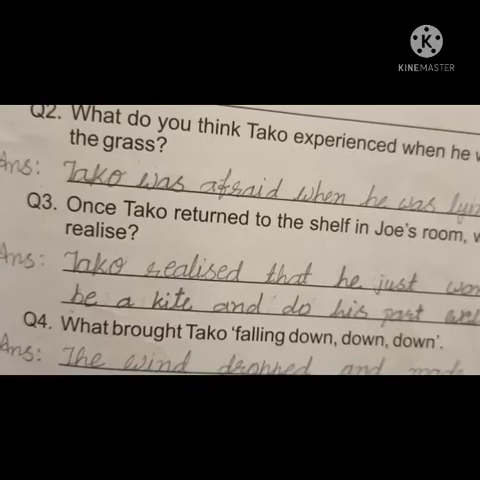 K
KINEMASTER
Q2. What do you think Tako experienced when he
the grass?
Ans: Tako was afraid when he was
Q3. Once Tako returned to the shelf in Joe's room,
realise?
Ans: Tako realised that he just
be a kite and do his part
Q4. What brought Tako 'falling down, down, down'.
Ans: The wind dropped and made